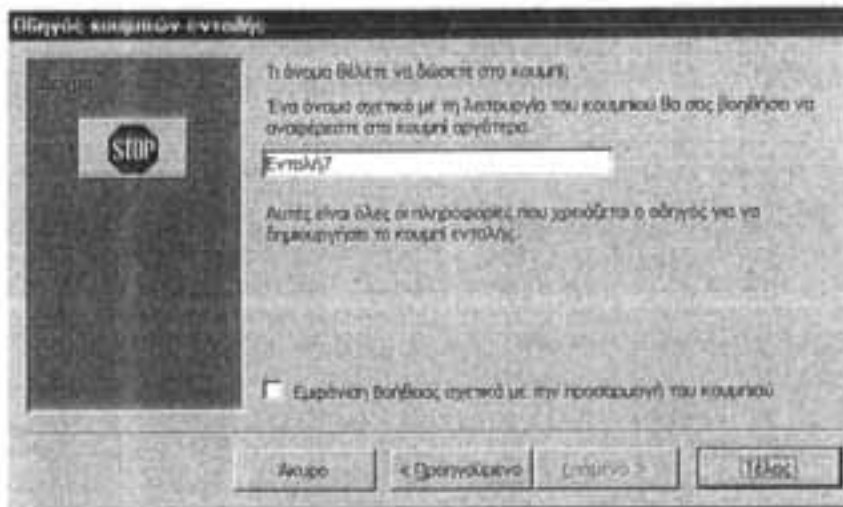 Οδηγός κουμπιών εντολής
Δείγμα:
STOP
Τι όνομα θέλετε να δώσετε στο κουμπί;
Ένα όνομα σχετικό με τη λειτουργία του κουμπιού θα σας βοηθήσει να
αναφέρεστε στο κουμπί αργότερα.
Εντολή7
Αυτές είναι όλες οι πληροφορίες που χρειάζεται ο οδηγός για να
δημιουργήσει το κουμπί εντολής.
Εμφάνιση βοήθειας σχετικά με την προσαρμογή του κουμπιού
Άκυρο
< Προηγούμενο
Επόμενο >
Τέλος